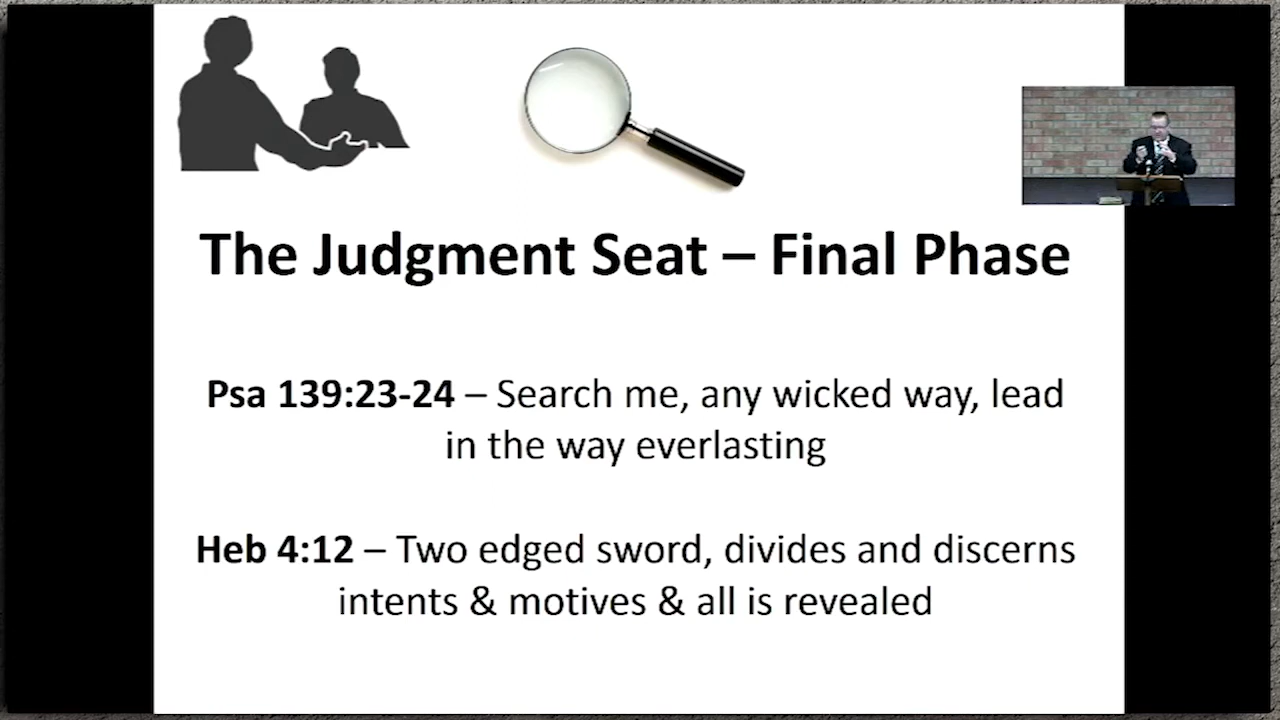 The Judgment Seat – Final Phase
Psa 139:23-24 – Search me, any wicked way, lead
in the way everlasting
Heb 4:12 – Two edged sword, divides and discerns
intents & motives & all is revealed